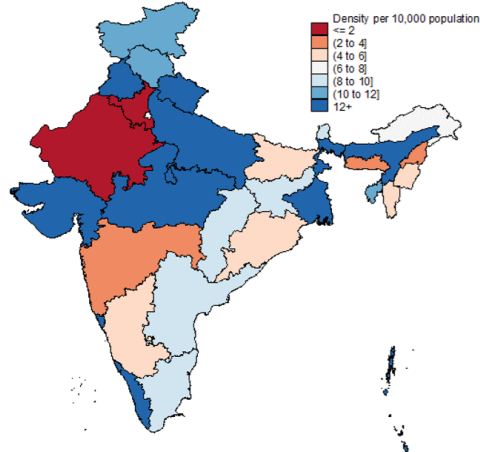 Density per 10,000 population
<= 2
(2 to 4]
(4 to 6]
(6 to 8]
(8 to 10]
(10 to 12]
12+